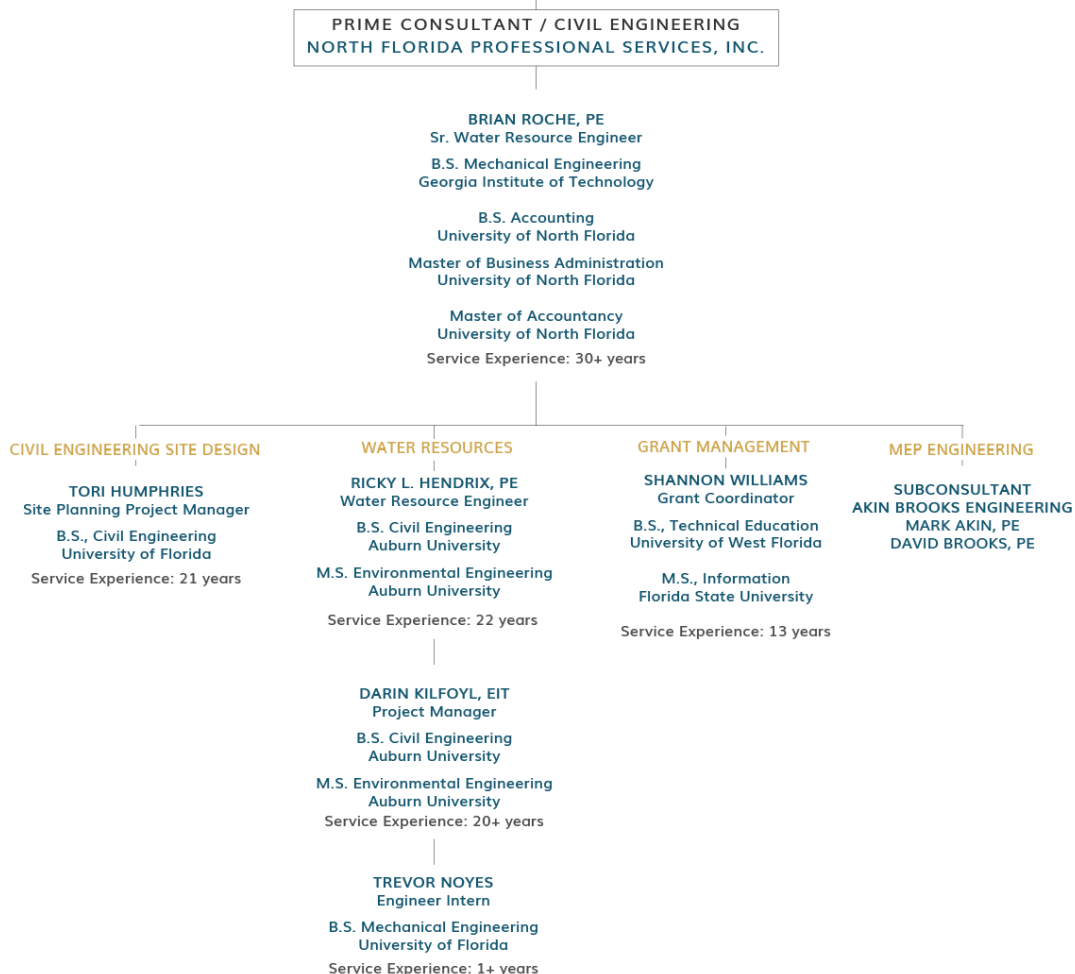 PRIME CONSULTANT / CIVIL ENGINEERING
NORTH FLORIDA PROFESSIONAL SERVICES, INC.
BRIAN ROCHE, PE
Sr. Water Resource Engineer
B.S. Mechanical Engineering
Georgia Institute of Technology
B.S. Accounting
University of North Florida
Master of Business Administration
University of North Florida
Master of Accountancy
University of North Florida
Service Experience: 30+ years
CIVIL ENGINEERING SITE DESIGN
TORI HUMPHRIES
Site Planning Project Manager
B.S., Civil Engineering
University of Florida
Service Experience: 21 years
WATER RESOURCES
RICKY L. HENDRIX, PE
Water Resource Engineer
B.S. Civil Engineering
Auburn University
M.S. Environmental Engineering
Auburn University
Service Experience: 22 years
DARIN KILFOYL, EIT
Project Manager
B.S. Civil Engineering
Auburn University
M.S. Environmental Engineering
Auburn University
Service Experience: 20+ years
TREVOR NOYES
Engineer Intern
B.S. Mechanical Engineering
University of Florida
Service Experience: 1+ years
GRANT MANAGEMENT
SHANNON WILLIAMS
Grant Coordinator
B.S., Technical Education
University of West Florida
M.S., Information
Florida State University
Service Experience: 13 years
MEP ENGINEERING
SUBCONSULTANT
AKIN BROOKS ENGINEERING
MARK AKIN, PE
DAVID BROOKS, PE